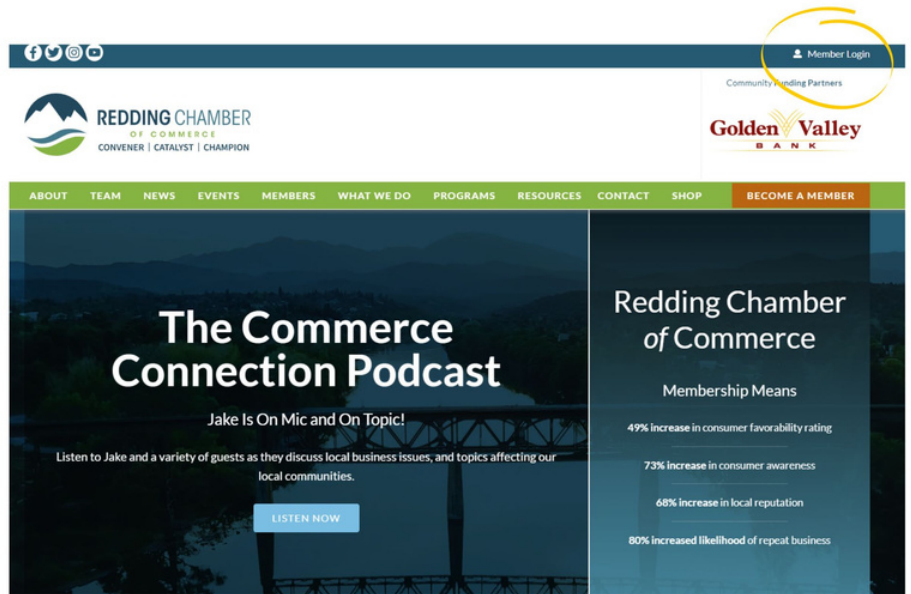 Member Login
Community Funding Partners
REDDING CHAMBER
OF COMMERCE
CONVENER | CATALYST | CHAMPION
Golden Valley
BANK
ABOUT TEAM NEWS EVENTS MEMBERS WHAT WE DO PROGRAMS RESOURCES CONTACT SHOP BECOME A MEMBER
The Commerce
Connection Podcast
Jake Is On Mic and On Topic!
Listen to Jake and a variety of guests as they discuss local business issues, and topics affecting our
local communities.
LISTEN NOW
Redding Chamber
of Commerce
Membership Means
49% increase in consumer favorability rating
73% increase in consumer awareness
68% increase in local reputation
80% increased likelihood of repeat business